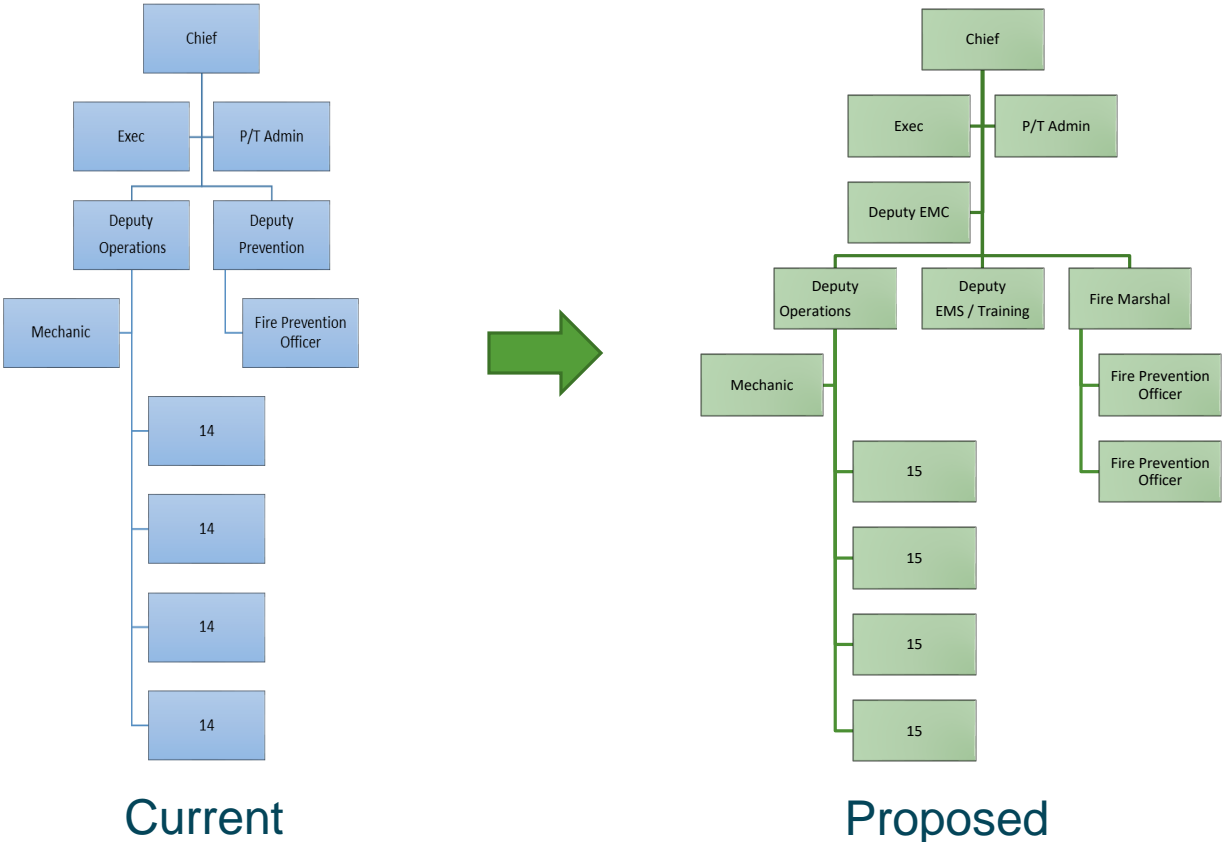 Chief
Exec
P/T Admin
Deputy
Operations
Deputy
Prevention
Mechanic
Fire Prevention
Officer
14
14
14
14
Current
Chief
Exec
P/T Admin
Deputy EMC
Deputy
Operations
Deputy
EMS / Training
Fire Marshal
Mechanic
Fire Prevention
Officer
Fire Prevention
Officer
15
15
15
15
Proposed